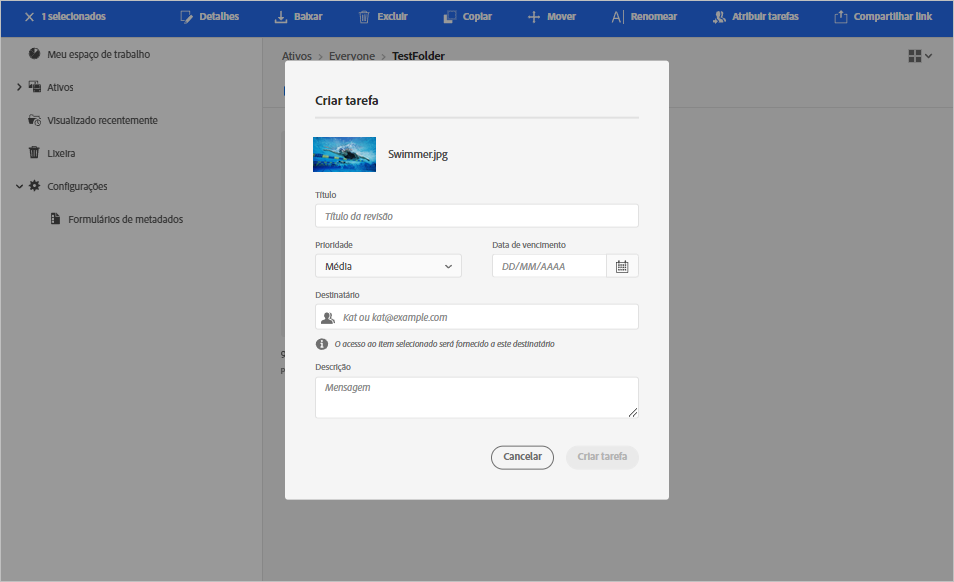 1 selecionados Detalhes Baixar Excluir Copiar Mover Renomear Atribuir tarefas Compartilhar link
Meu espaço de trabalho
Ativos
Visualizado recentemente
Lixeira
Configurações
Formulários de metadados
Ativos > Everyone > TestFolder
Criar tarefa
Swimmer.jpg
Título
Título da revisão
Prioridade Data de vencimento
Média DD/MM/AAAA
Destinatário
Kat ou kat@example.com
O acesso ao item selecionado será fornecido a este destinatário
Descrição
Mensagem
Cancelar Criar tarefa